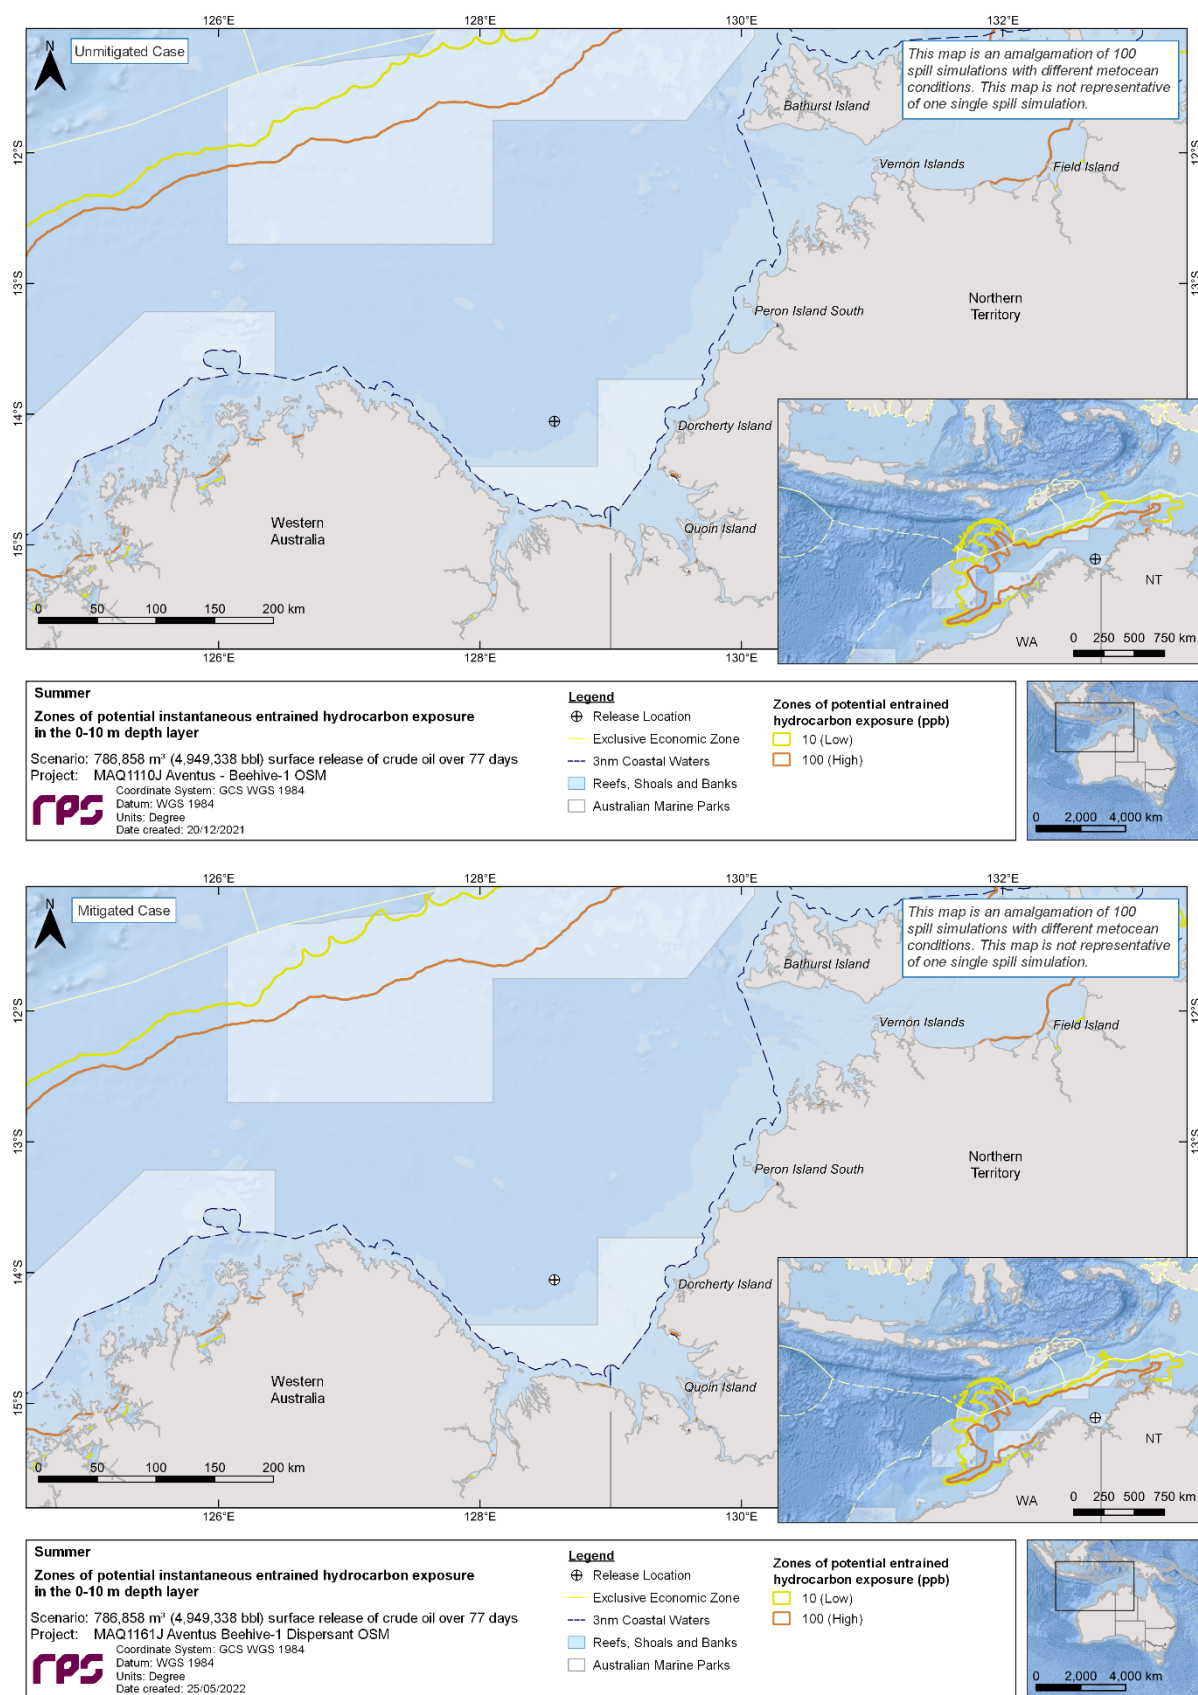 126°E
128°E
130°E
132°E
N
Unmitigated Case
This map is an amalgamation of 100
spill simulations with different metocean
conditions. This map is not representative
of one single spill simulation.
Bathurst Island
12°S
12°S
Vernon Islands
Field Island
13°S
13°S
Northern
Territory
Peron Island South
14°S
Dorcherty Island
Western
Australia
Quoin Island
15°S
NT
WA
0 50 100 150 200 km
0 250 500 750 km
126°E
128°E
130°E
Summer
Zones of potential instantaneous entrained hydrocarbon exposure
in the 0-10 m depth layer
Scenario: 786,858 m³ (4,949,338 bbl) surface release of crude oil over 77 days
Project: MAQ1110J Aventus - Beehive-1 OSM
rps
Coordinate System: GCS WGS 1984
Datum: WGS 1984
Units: Degree
Date created: 20/12/2021
Legend
Release Location
Exclusive Economic Zone
3nm Coastal Waters
Reefs, Shoals and Banks
Australian Marine Parks
Zones of potential entrained
hydrocarbon exposure (ppb)
10 (Low)
100 (High)
0 2,000 4,000 km
126°E
128°E
130°E
132°E
N
Mitigated Case
This map is an amalgamation of 100
spill simulations with different metocean
conditions. This map is not representative
of one single spill simulation.
Bathurst Island
12°S
12°S
Vernon Islands
Field Island
13°S
13°S
Northern
Territory
Peron Island South
14°S
Dorcherty Island
Western
Australia
Quoin Island
15°S
NT
WA
0 50 100 150 200 km
0 250 500 750 km
126°E
128°E
130°E
Summer
Zones of potential instantaneous entrained hydrocarbon exposure
in the 0-10 m depth layer
Scenario: 786,858 m³ (4,949,338 bbl) surface release of crude oil over 77 days
Project: MAQ1161J Aventus Beehive-1 Dispersant OSM
rps
Coordinate System: GCS WGS 1984
Datum: WGS 1984
Units: Degree
Date created: 25/05/2022
Legend
Release Location
Exclusive Economic Zone
3nm Coastal Waters
Reefs, Shoals and Banks
Australian Marine Parks
Zones of potential entrained
hydrocarbon exposure (ppb)
10 (Low)
100 (High)
0 2,000 4,000 km